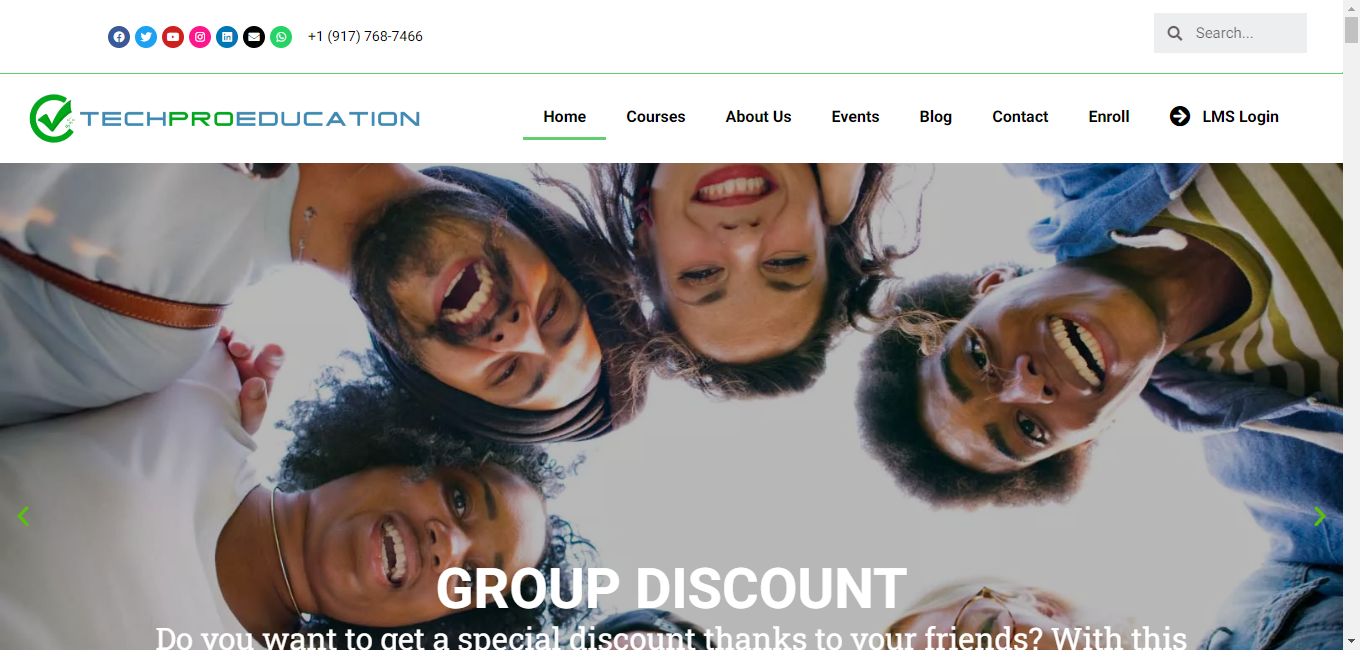 +1 (917) 768-7466
Search...
TECHPROEDUCATION
Home Courses About Us Events Blog Contact Enroll LMS Login
GROUP DISCOUNT
Do you want to get a special discount thanks to your friends? With this